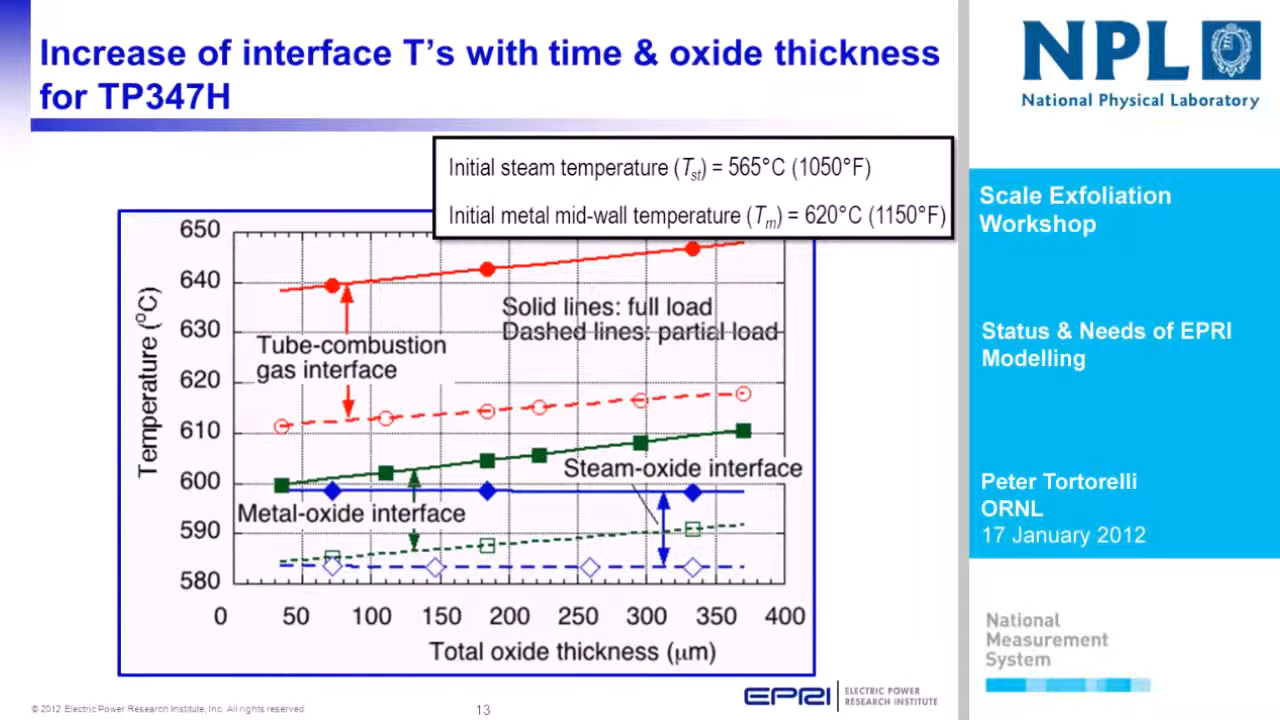 Increase of interface T's with time & oxide thickness
for TP347H
Initial steam temperature (Tst) = 565°C (1050°F)
Initial metal mid-wall temperature (Tm) = 620°C (1150°F)
650
640
630
620
610
600
590
580
Temperature (°C)
Solid lines: full load
Dashed lines: partial load
Tube-combustion
gas interface
Steam-oxide interface
Metal-oxide interface
0 50 100 150 200 250 300 350 400
Total oxide thickness (μm)
© 2012 Electric Power Research Institute, Inc. All rights reserved
13
EPRI
ELECTRIC POWER
RESEARCH INSTITUTE
NPL
National Physical Laboratory
Scale Exfoliation
Workshop
Status & Needs of EPRI
Modelling
Peter Tortorelli
ORNL
17 January 2012
National
Measurement
System